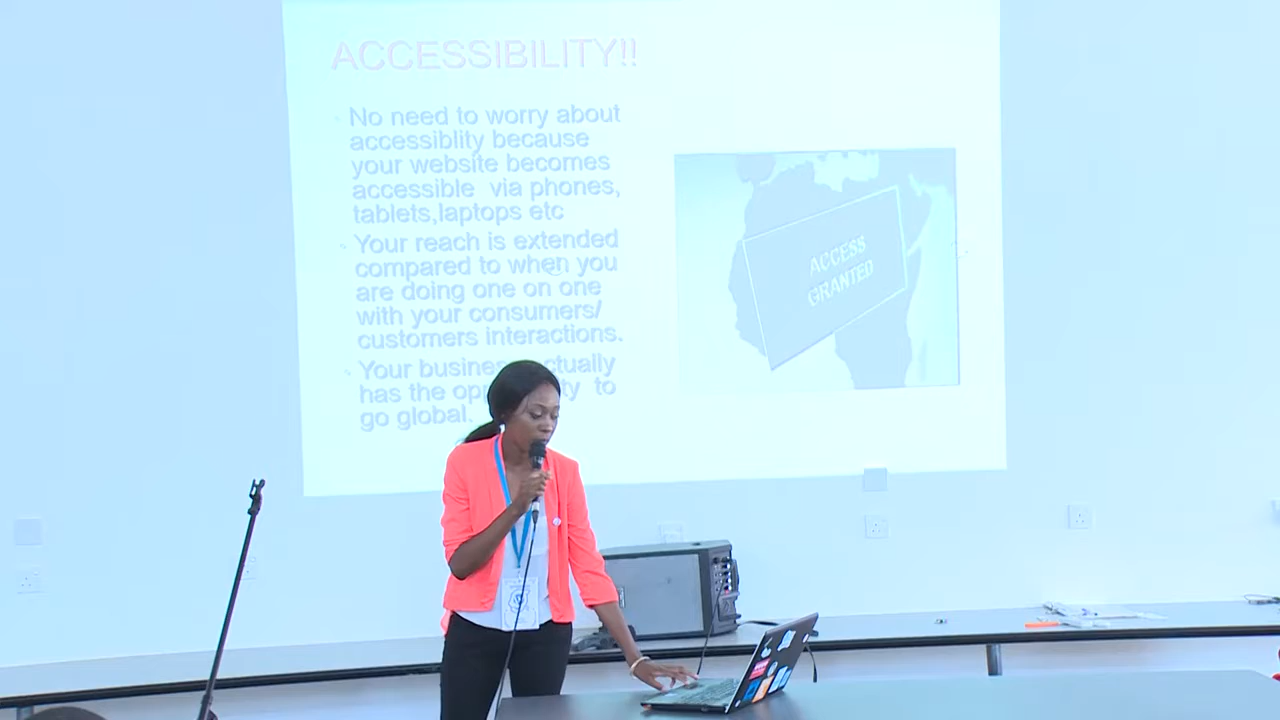 ACCESSIBILITY!!
No need to worry about
accessiblity because
your website becomes
accessible via phones,
tablets,laptops etc
Your reach is extended
compared to when you
are doing one on one
with your consumers/
customers interactions.
Your
has the to
go global.
ACCESS
GRANTED